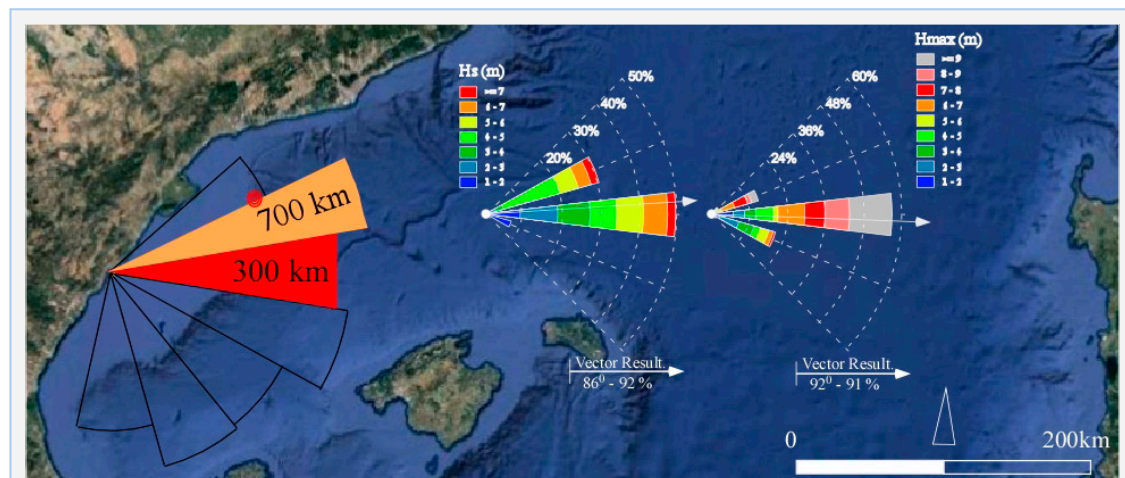 Hs (m)
>=7
6 - 7
5 - 6
4 - 5
3 - 4
2 - 3
1 - 2
50%
40%
30%
20%
Hmax (m)
>=9
8 - 9
7 - 8
6 - 7
5 - 6
4 - 5
3 - 4
2 - 3
1 - 2
60%
48%
36%
24%
700 km
300 km
Vector Result.
86⁰ - 92 %
Vector Result.
92⁰ - 91 %
0
200km